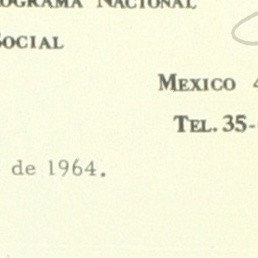 OGRAMA NACIONAL
SOCIAL
MEXICO 4
TEL. 35-
de 1964.